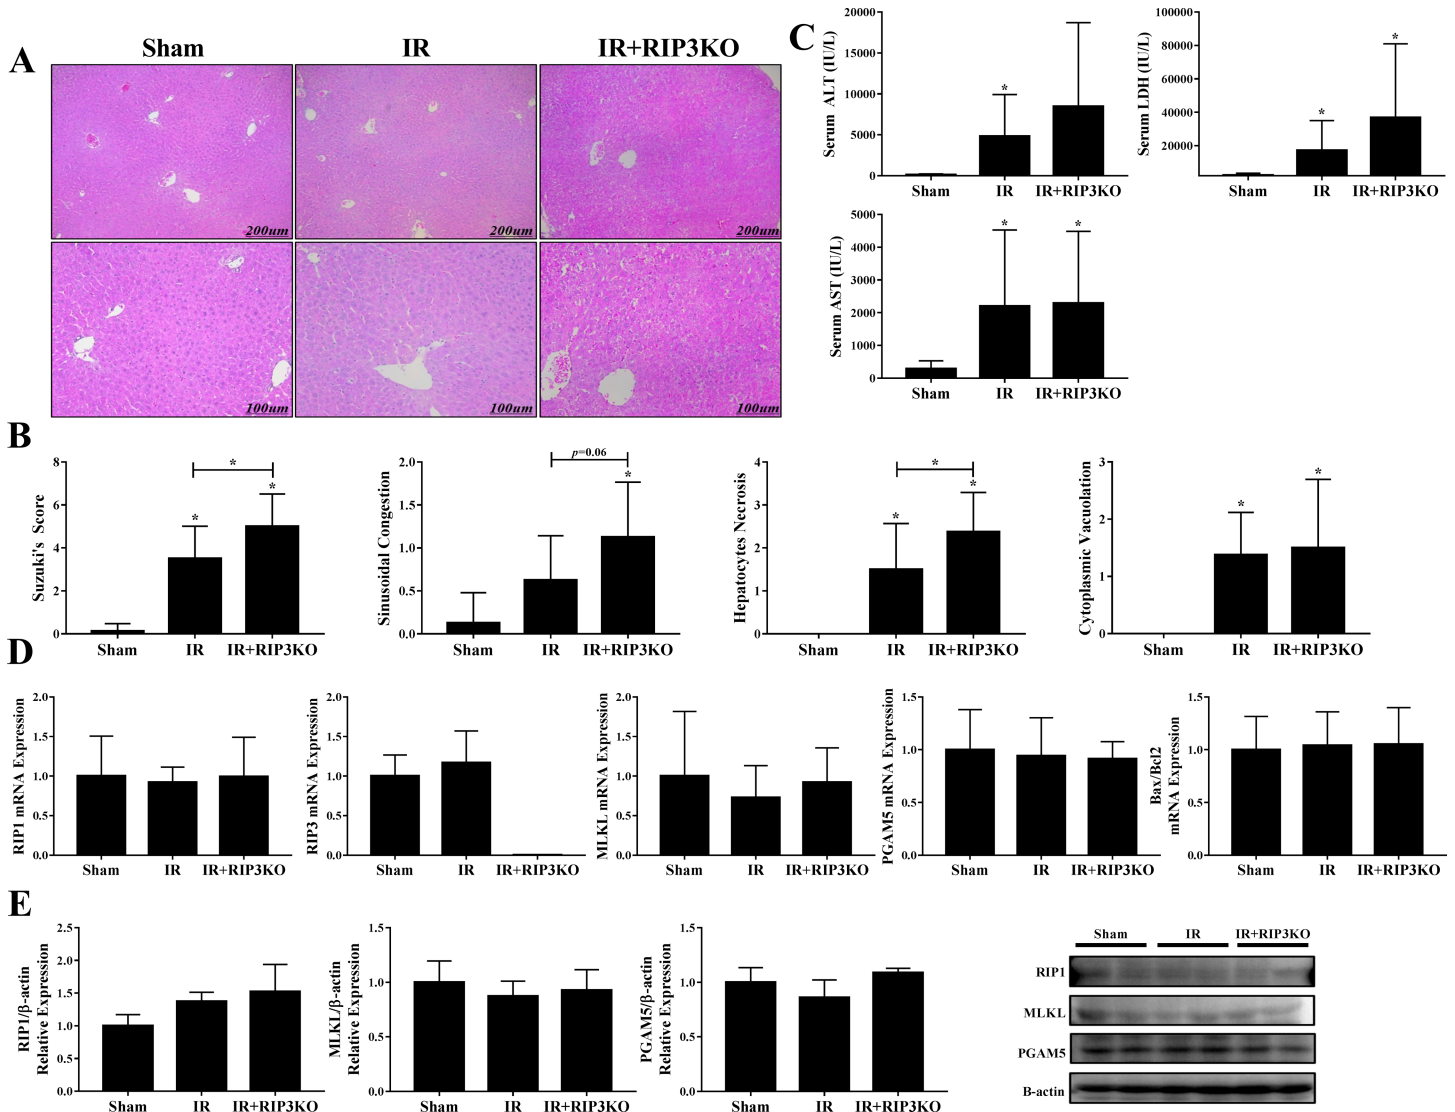 A
Sham
IR
IR+RIP3KO
200um
200um
200um
100um
100um
100um
C
Serum ALT (IU/L)
20000
15000
10000
5000
0
*
Sham
IR
IR+RIP3KO
Serum LDH (IU/L)
100000
80000
60000
40000
20000
*
*
Sham
IR
IR+RIP3KO
Serum AST (IU/L)
5000
4000
3000
2000
1000
0
*
*
Sham
IR
IR+RIP3KO
B
Suzuki's Score
8
6
4
2
0
*
*
*
Sham
IR
IR+RIP3KO
Sinusoidal Congestion
2.0
1.5
1.0
0.5
0.0
p=0.06
*
Sham
IR
IR+RIP3KO
Hepatocytes Necrosis
4
3
2
1
0
*
*
*
Sham
IR
IR+RIP3KO
Cytoplasmic Vacuolation
3
2
1
0
*
*
Sham
IR
IR+RIP3KO
D
RIP1 mRNA Expression
2.0
1.5
1.0
0.5
0.0
Sham
IR
IR+RIP3KO
RIP3 mRNA Expression
2.0
1.5
1.0
0.5
0.0
Sham
IR
IR+RIP3KO
MLKL mRNA Expression
2.0
1.5
1.0
0.5
0.0
Sham
IR
IR+RIP3KO
PGAM5 mRNA Expression
1.5
1.0
0.5
0.0
Sham
IR
IR+RIP3KO
Bax/Bcl2
mRNA Expression
1.5
1.0
0.5
0.0
Sham
IR
IR+RIP3KO
E
RIP1/β-actin
Relative Expression
2.5
2.0
1.5
1.0
0.5
0.0
Sham
IR
IR+RIP3KO
MLKL/β-actin
Relative Expression
1.5
1.0
0.5
0.0
Sham
IR
IR+RIP3KO
PGAM5/β-actin
Relative Expression
1.5
1.0
0.5
0.0
Sham
IR
IR+RIP3KO
Sham
IR
IR+RIP3KO
RIP1
MLKL
PGAM5
B-actin